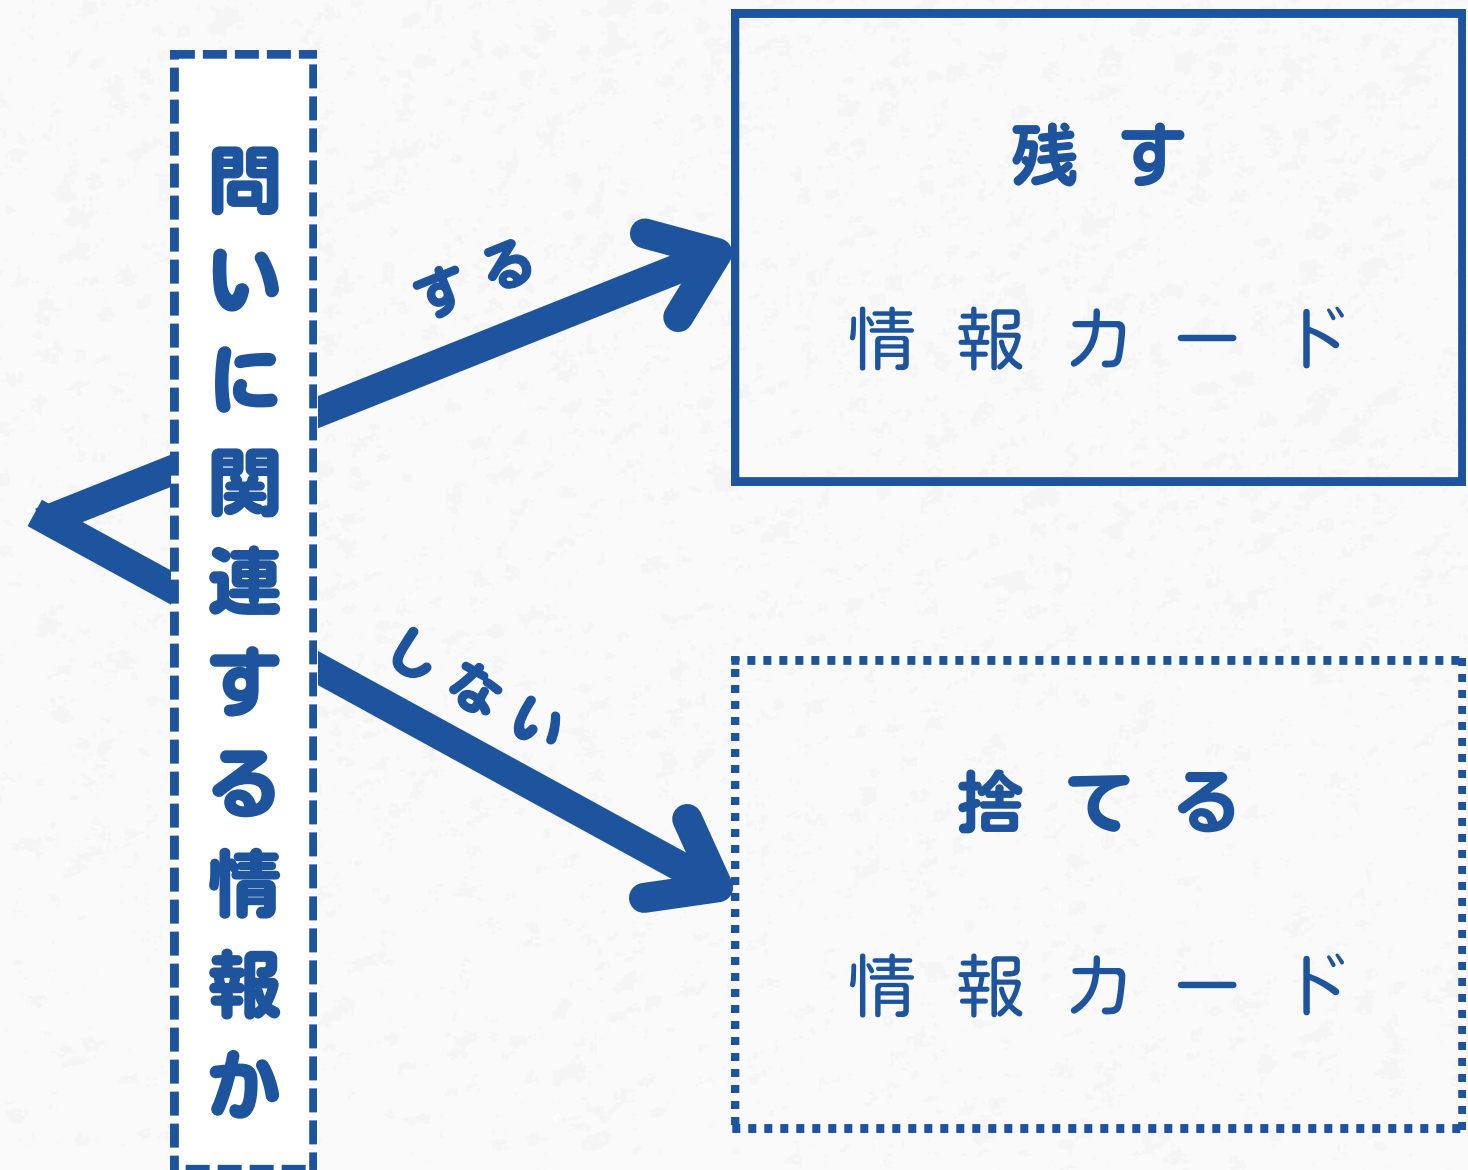 問いに関連する情報か
する
残す
情報カード
しない
捨てる
情報カード